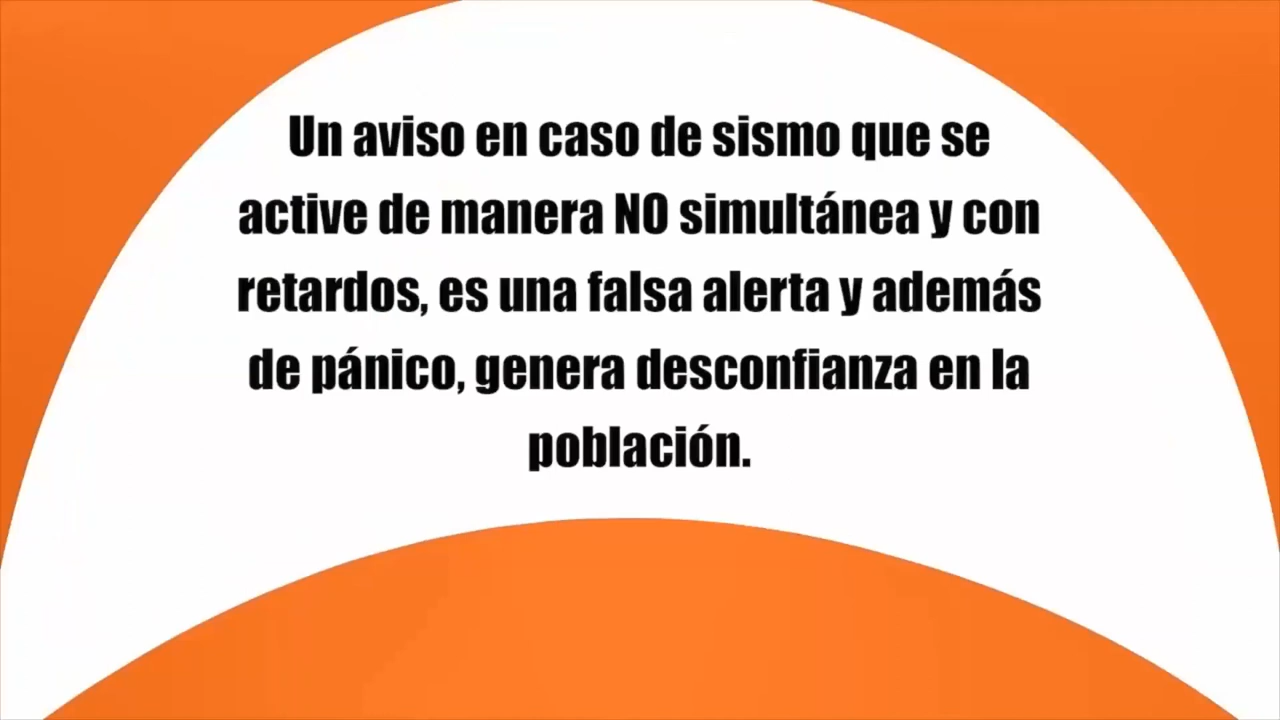 Un aviso en caso de sismo que se
active de manera NO simultánea y con
retardos, es una falsa alerta y además
de pánico, genera desconfianza en la
población.